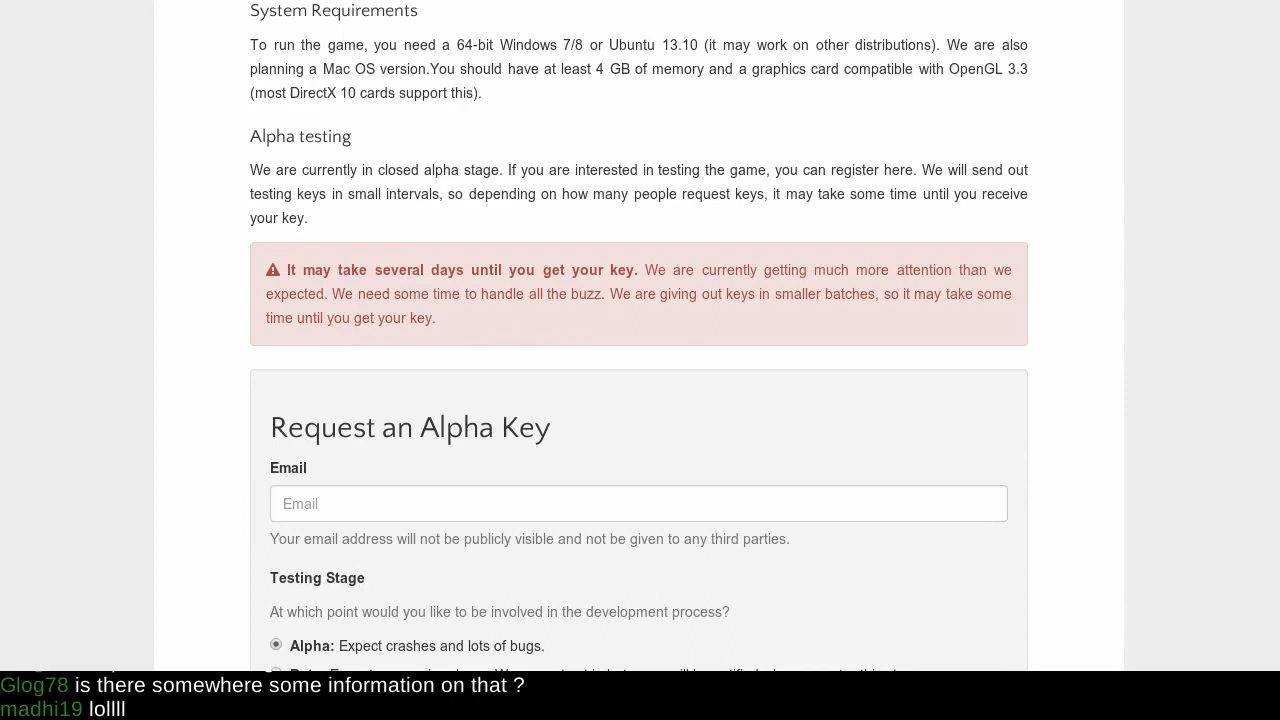 System Requirements
To run the game, you need a 64-bit Windows 7/8 or Ubuntu 13.10 (it may work on other distributions). We are also
planning a Mac OS version.You should have at least 4 GB of memory and a graphics card compatible with OpenGL 3.3
(most DirectX 10 cards support this).
Alpha testing
We are currently in closed alpha stage. If you are interested in testing the game, you can register here. We will send out
testing keys in small intervals, so depending on how many people request keys, it may take some time until you receive
your key.
It may take several days until you get your key. We are currently getting much more attention than we
expected. We need some time to handle all the buzz. We are giving out keys in smaller batches, so it may take some
time until you get your key.
Request an Alpha Key
Email
Email
Your email address will not be publicly visible and not be given to any third parties.
Testing Stage
At which point would you like to be involved in the development process?
Alpha: Expect crashes and lots of bugs.
Glog78 is there somewhere some information on that ?
madhi19 lollll